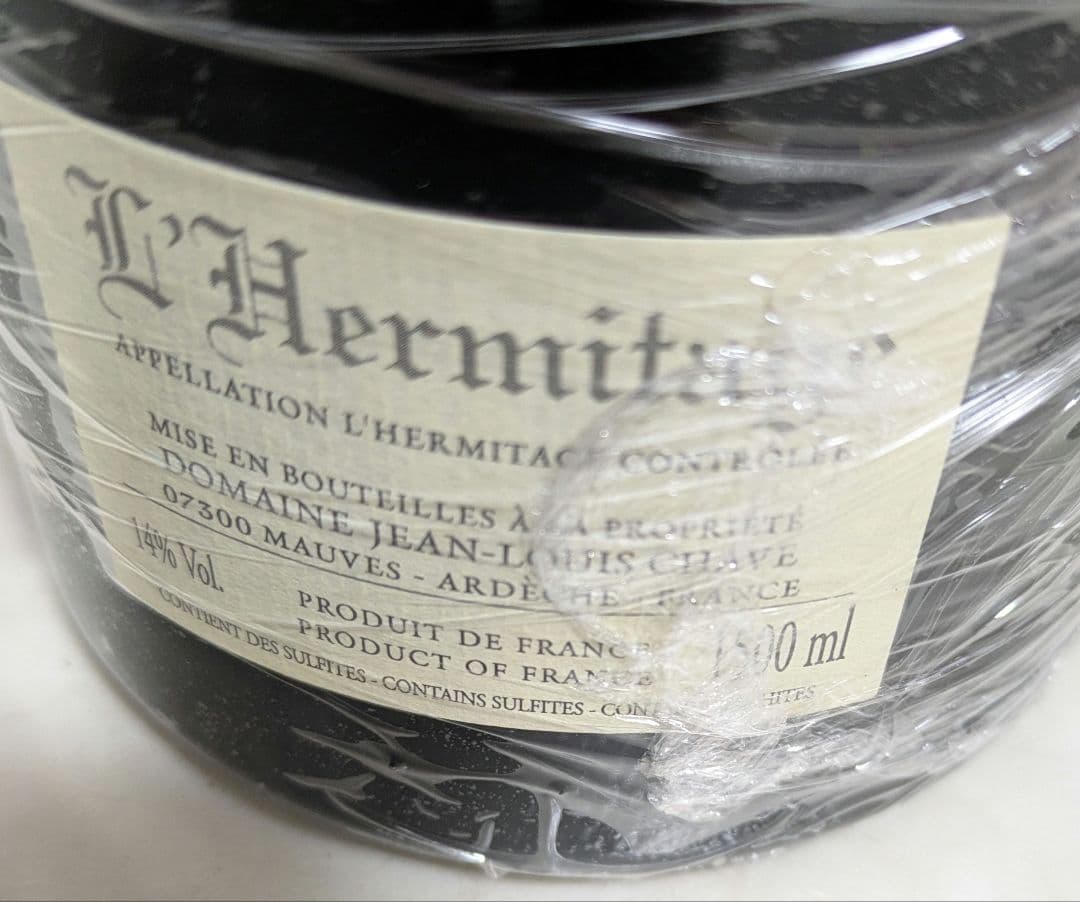 L'Hermitage
APPELLATION L'HERMITAGE CONTRÔLÉE
MISE EN BOUTEILLES À LA PROPRIÉTÉ
DOMAINE JEAN-LOUIS CHAVE
07300 MAUVES - ARDÈCHE - FRANCE
14% Vol.
PRODUIT DE FRANCE
PRODUCT OF FRANCE
1500 ml
CONTIENT DES SULFITES - CONTAINS SULFITES -